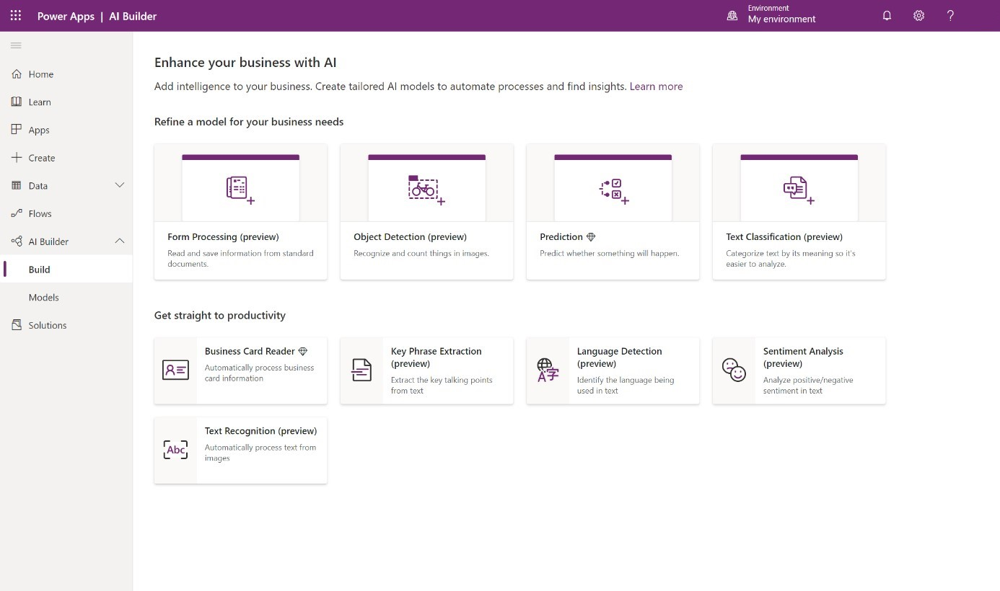 Power Apps | AI Builder
Environment
My environment
Home
Learn
Apps
Create
Data
Flows
AI Builder
Build
Models
Solutions
Enhance your business with AI
Add intelligence to your business. Create tailored AI models to automate processes and find insights. Learn more
Refine a model for your business needs
Form Processing (preview)
Read and save information from standard
documents.
Object Detection (preview)
Recognize and count things in images.
Prediction
Predict whether something will happen.
Text Classification (preview)
Categorize text by its meaning so it's
easier to analyze.
Get straight to productivity
Business Card Reader
Automatically process business
card information
Key Phrase Extraction
(preview)
Extract the key talking points
from text
A字
Language Detection
(preview)
Identify the language being
used in text
Sentiment Analysis
(preview)
Analyze positive/negative
sentiment in text
Abc
Text Recognition (preview)
Automatically process text from
images